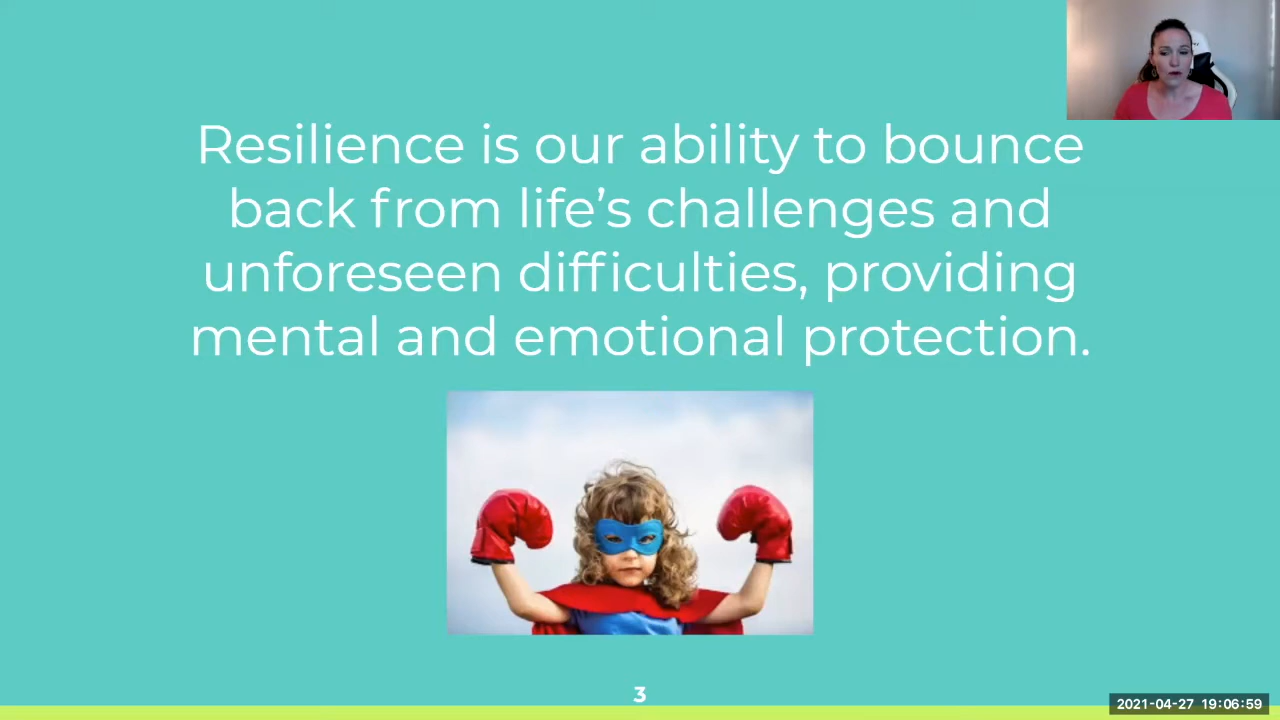 Resilience is our ability to bounce
back from life’s challenges and
unforeseen difficulties, providing
mental and emotional protection.
3
2021-04-27 19:06:59